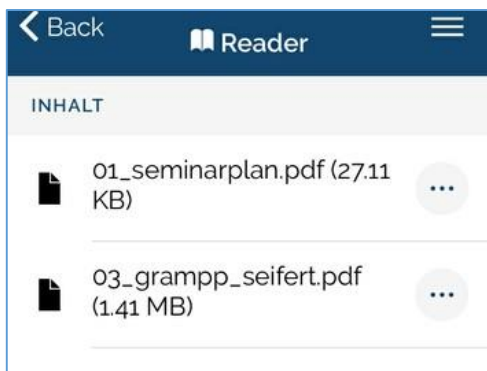 Back
Reader
INHALT
01_seminarplan.pdf (27.11
KB)
03_grampp_seifert.pdf
(1.41 MB)